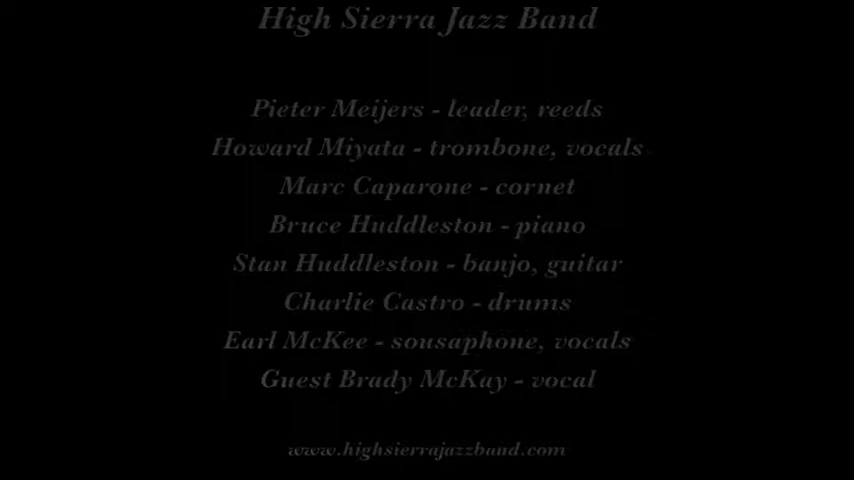 High Sierra Jazz Band
Pieter Meijers - leader, reeds
Howard Miyata - trombone, vocals
Marc Caparone - cornet
Bruce Huddleston - piano
Stan Huddleston - banjo, guitar
Charlie Castro - drums
Earl McKee - sousaphone, vocals
Guest Brady McKay - vocal
www.highsierrajazzband.com